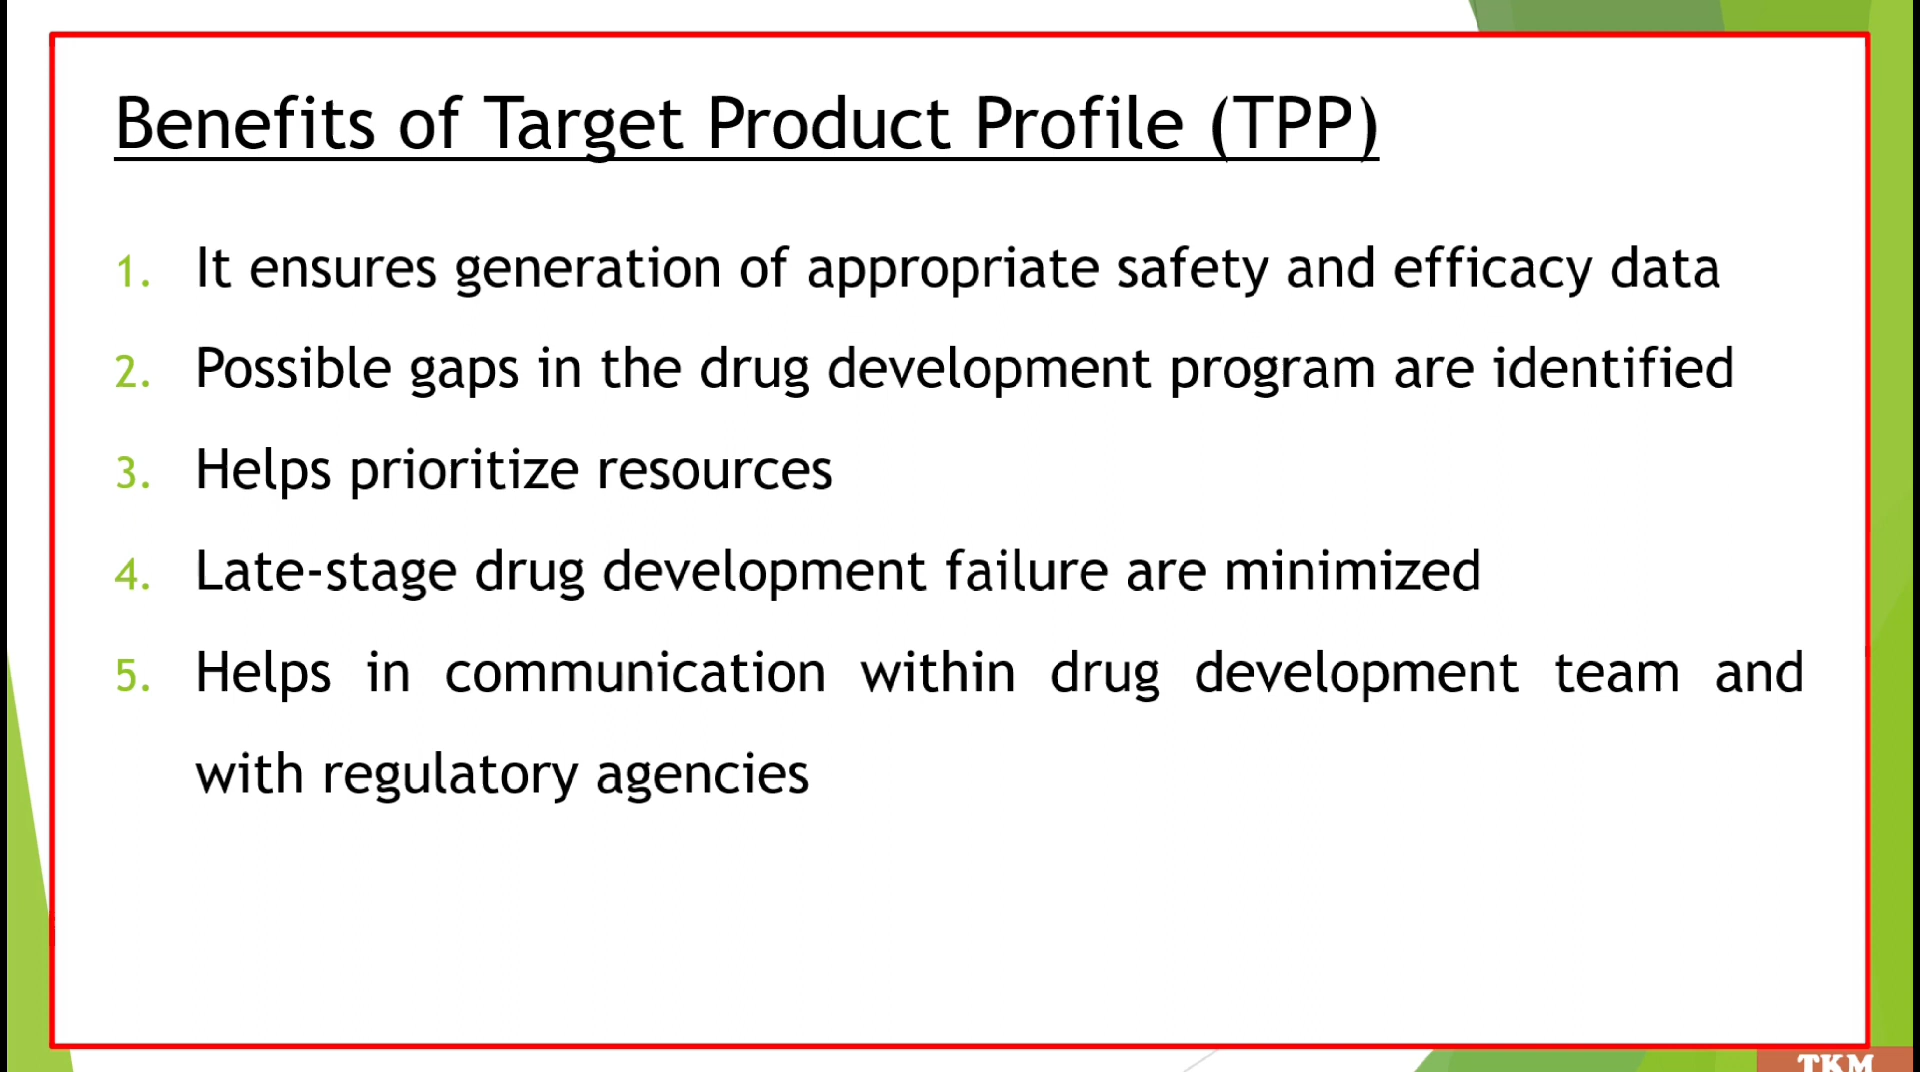 Benefits of Target Product Profile (TPP)
1. It ensures generation of appropriate safety and efficacy data
2. Possible gaps in the drug development program are identified
3. Helps prioritize resources
4. Late-stage drug development failure are minimized
5. Helps in communication within drug development team and
with regulatory agencies
TKM